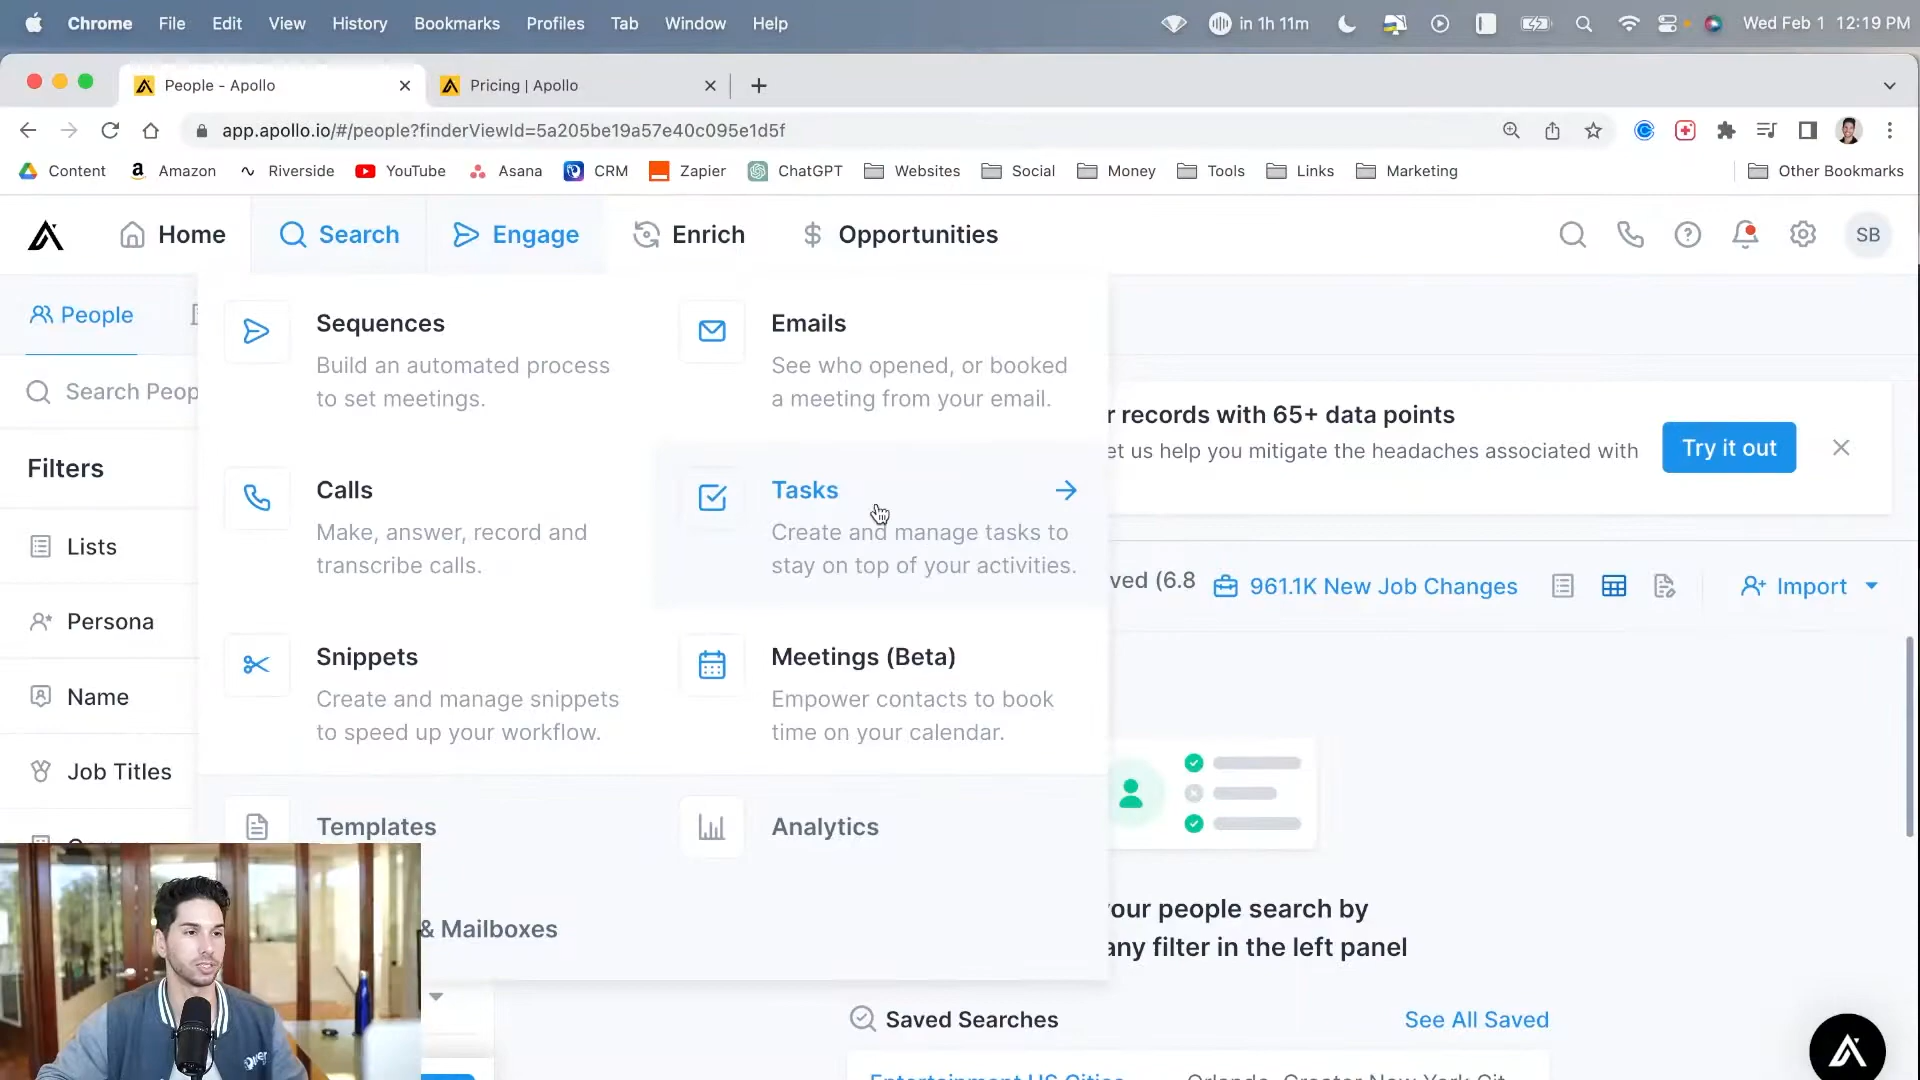 Chrome File Edit View History Bookmarks Profiles Tab Window Help in 1h 11m Wed Feb 1 12:19 PM
People - Apollo Pricing | Apollo
app.apollo.io/#/people?finderViewId=5a205be19a57e40c095e1d5f
Content Amazon Riverside YouTube Asana CRM Zapier ChatGPT Websites Social Money Tools Links Marketing Other Bookmarks
Home Search Engage Enrich Opportunities SB
People
Search Peop
Filters
Lists
Persona
Name
Job Titles
Sequences
Build an automated process
to set meetings.
Emails
See who opened, or booked
a meeting from your email.
Calls
Make, answer, record and
transcribe calls.
Tasks
Create and manage tasks to
stay on top of your activities.
Snippets
Create and manage snippets
to speed up your workflow.
Meetings (Beta)
Empower contacts to book
time on your calendar.
Templates
Analytics
& Mailboxes
r records with 65+ data points
et us help you mitigate the headaches associated with
Try it out
ved (6.8 961.1K New Job Changes Import
our people search by
any filter in the left panel
Saved Searches See All Saved